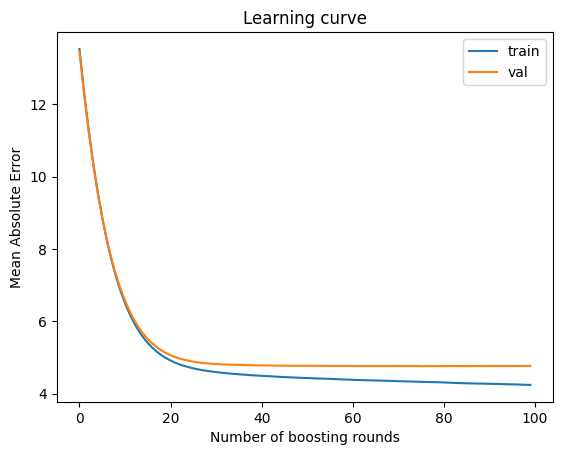 Learning curve
train
val
Mean Absolute Error
12
10
8
6
4
0 20 40 60 80 100
Number of boosting rounds